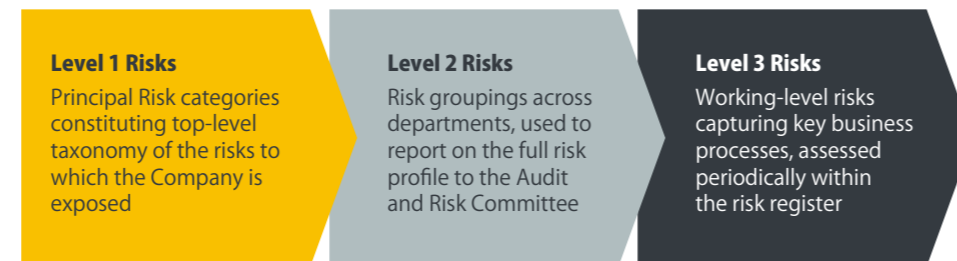 Level 1 Risks
Principal Risk categories
constituting top-level
taxonomy of the risks to
which the Company is
exposed
Level 2 Risks
Risk groupings across
departments, used to
report on the full risk
profile to the Audit
and Risk Committee
Level 3 Risks
Working-level risks
capturing key business
processes, assessed
periodically within
the risk register